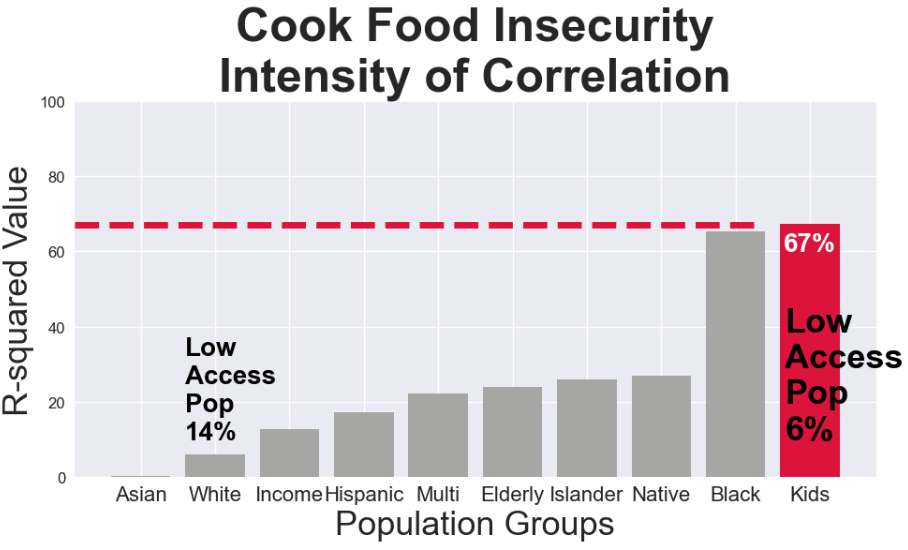 Cook Food Insecurity
Intensity of Correlation
R-squared Value
100
80
60
40
20
0
67%
Low
Access
Pop
14%
Low
Access
Pop
6%
Asian White Income Hispanic Multi Elderly Islander Native Black Kids
Population Groups